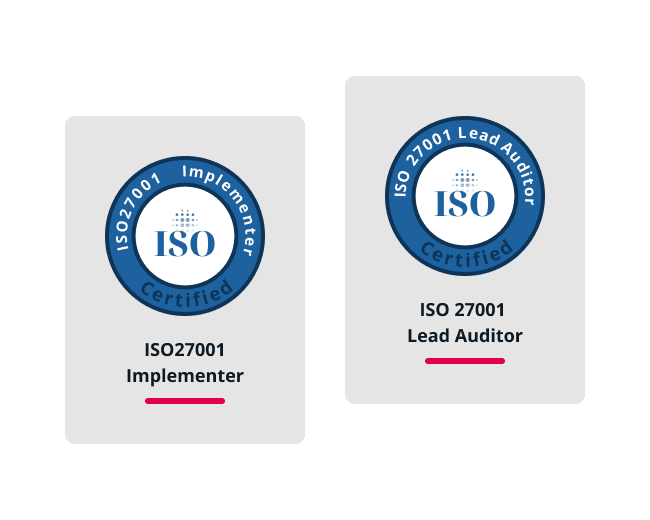 ISO27001 Implementer
ISO
Certified
ISO27001
Implementer
ISO 27001 Lead Auditor
ISO
Certified
ISO 27001
Lead Auditor